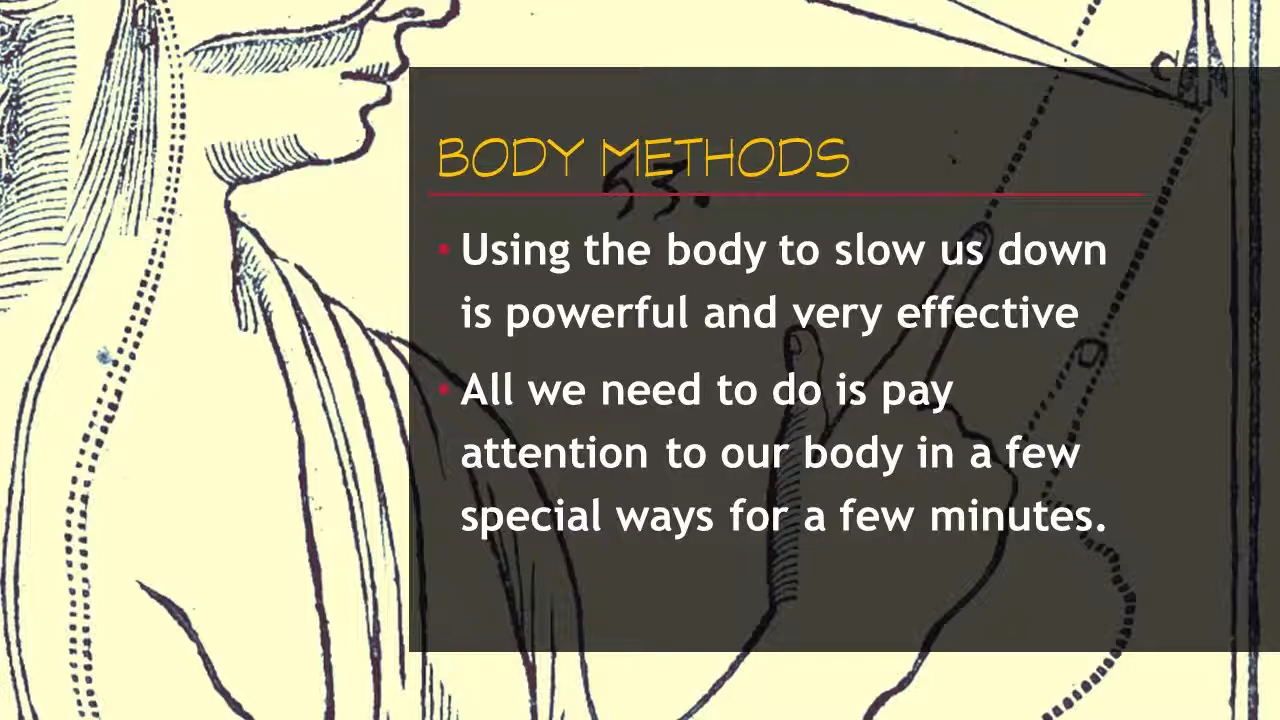 C
BODY METHODS
53.
• Using the body to slow us down
is powerful and very effective
• All we need to do is pay
attention to our body in a few
special ways for a few minutes.